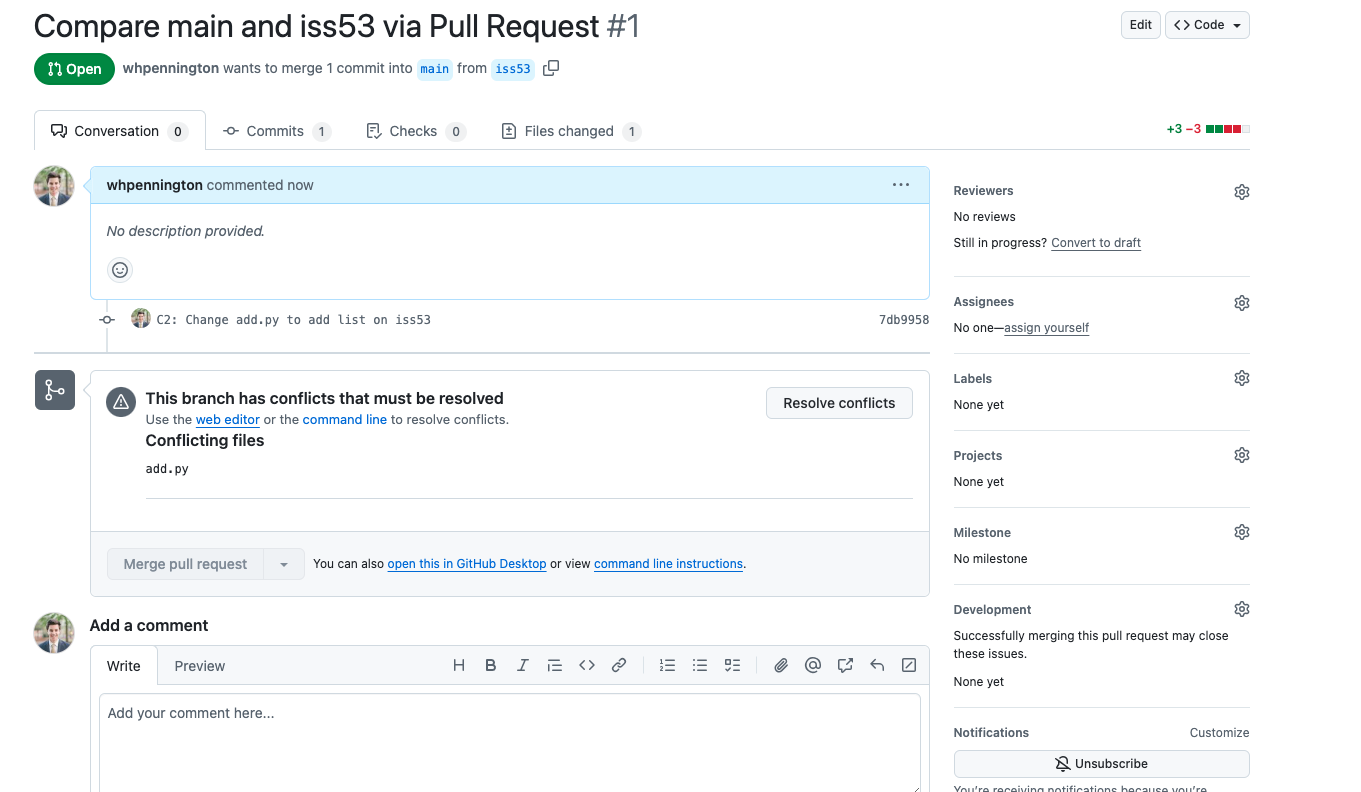 Compare main and iss53 via Pull Request #1
Edit
Code
Open
whpennington wants to merge 1 commit into main from iss53
Conversation 0
Commits 1
Checks 0
Files changed 1
+3 −3
whpennington commented now
No description provided.
C2: Change add.py to add list on iss53
7db9958
This branch has conflicts that must be resolved
Use the web editor or the command line to resolve conflicts.
Resolve conflicts
Conflicting files
add.py
Merge pull request
You can also open this in GitHub Desktop or view command line instructions.
Add a comment
Write
Preview
Add your comment here...
Reviewers
No reviews
Still in progress? Convert to draft
Assignees
No one—assign yourself
Labels
None yet
Projects
None yet
Milestone
No milestone
Development
Successfully merging this pull request may close
these issues.
None yet
Notifications
Customize
Unsubscribe
You're receiving notifications because you're